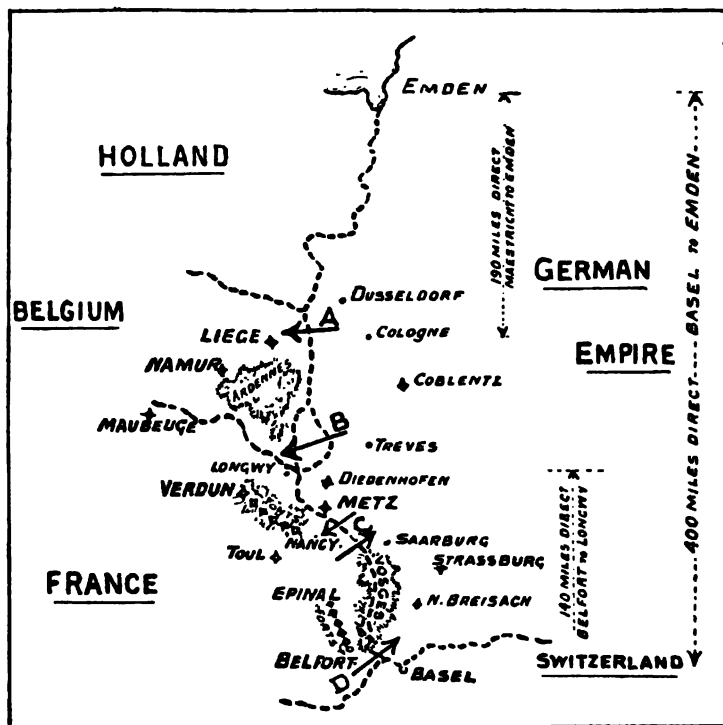 EMDEN
HOLLAND
190 MILES DIRECT
MAESTRICHT TO EMDEN
400 MILES DIRECT BASEL TO EMDEN
GERMAN
EMPIRE
DUSSELDORF
BELGIUM
A
LIEGE
COLOGNE
NAMUR
ARDENNES
COBLENTZ
MAUBEUGE
B
TREVES
LONGWY
DIEDENHOFEN
VERDUN
FORTS
METZ
C
NANCY.
SAARBURG
TOUL
STRASSBURG
140 MILES DIRECT
BELFORT TO LONGWY
FRANCE
VOSGES
EPINAL
FORTS
N. BREISACH
BELFORT
D
BASEL
SWITZERLAND